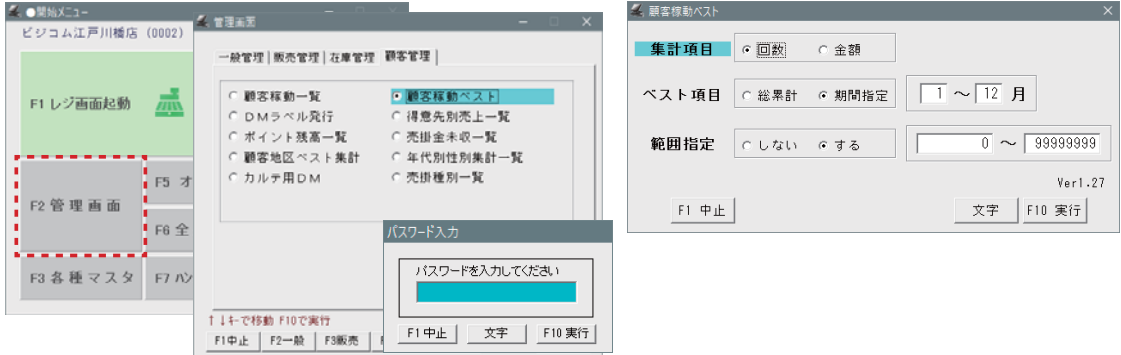 ●開始メニュー
ビジコム江戸川橋店 (0002)
F1 レジ画面起動
F2 管理画面
F3 各種マスタ
F5 オ
F6 全
F7 ハン
管理画面
一般管理 販売管理 在庫管理 顧客管理
顧客稼動一覧
DMラベル発行
ポイント残高一覧
顧客地区ベスト集計
カルテ用DM
顧客稼動ベスト
得意先別売上一覧
売掛金未収一覧
年代別性別集計一覧
売掛種別一覧
↑↓キーで移動 F10で実行
F1中止 F2一般 F3販売
パスワード入力
パスワードを入力してください
F1 中止 文字 F10 実行
顧客稼動ベスト
集計項目 回数 金額
ベスト項目 総累計 期間指定 1 ～ 12 月
範囲指定 しない する 0 ～ 99999999
Ver1.27
F1 中止 文字 F10 実行